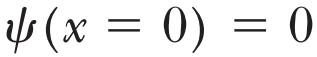 ψ(x = 0) = 0